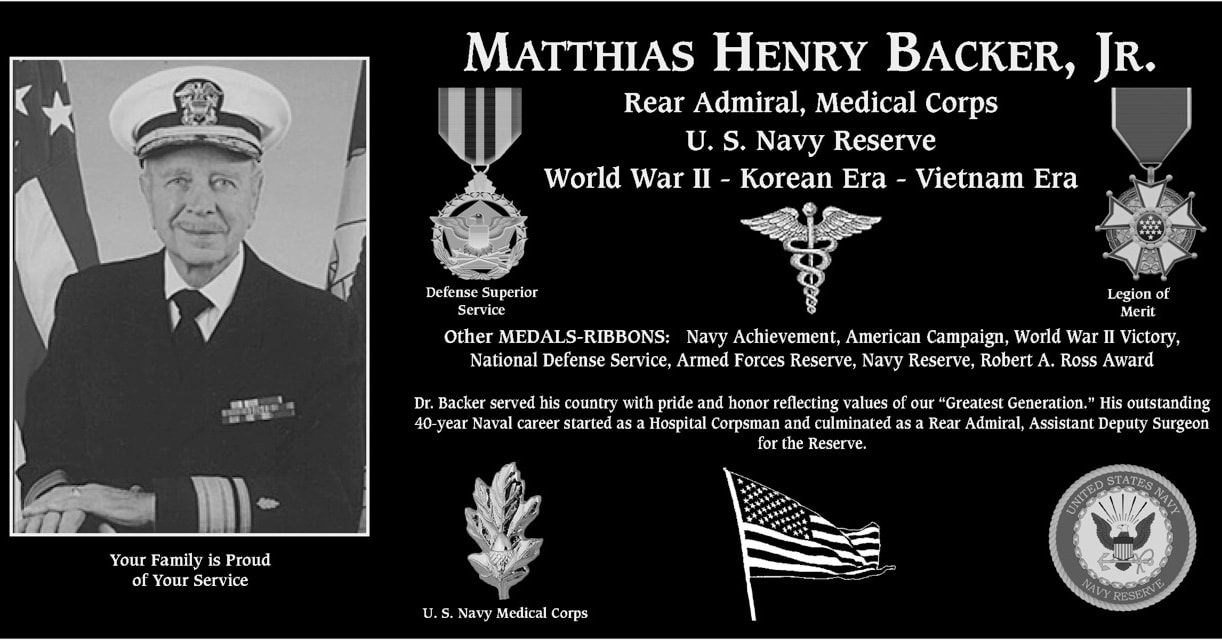 MATTHIAS HENRY BACKER, JR.
Rear Admiral, Medical Corps
U. S. Navy Reserve
World War II - Korean Era - Vietnam Era
Defense Superior
Service
Legion of
Merit
Other MEDALS-RIBBONS: Navy Achievement, American Campaign, World War II Victory,
National Defense Service, Armed Forces Reserve, Navy Reserve, Robert A. Ross Award
Dr. Backer served his country with pride and honor reflecting values of our “Greatest Generation.” His outstanding
40-year Naval career started as a Hospital Corpsman and culminated as a Rear Admiral, Assistant Deputy Surgeon
for the Reserve.
Your Family is Proud
of Your Service
U. S. Navy Medical Corps
UNITED STATES NAVY
NAVY RESERVE